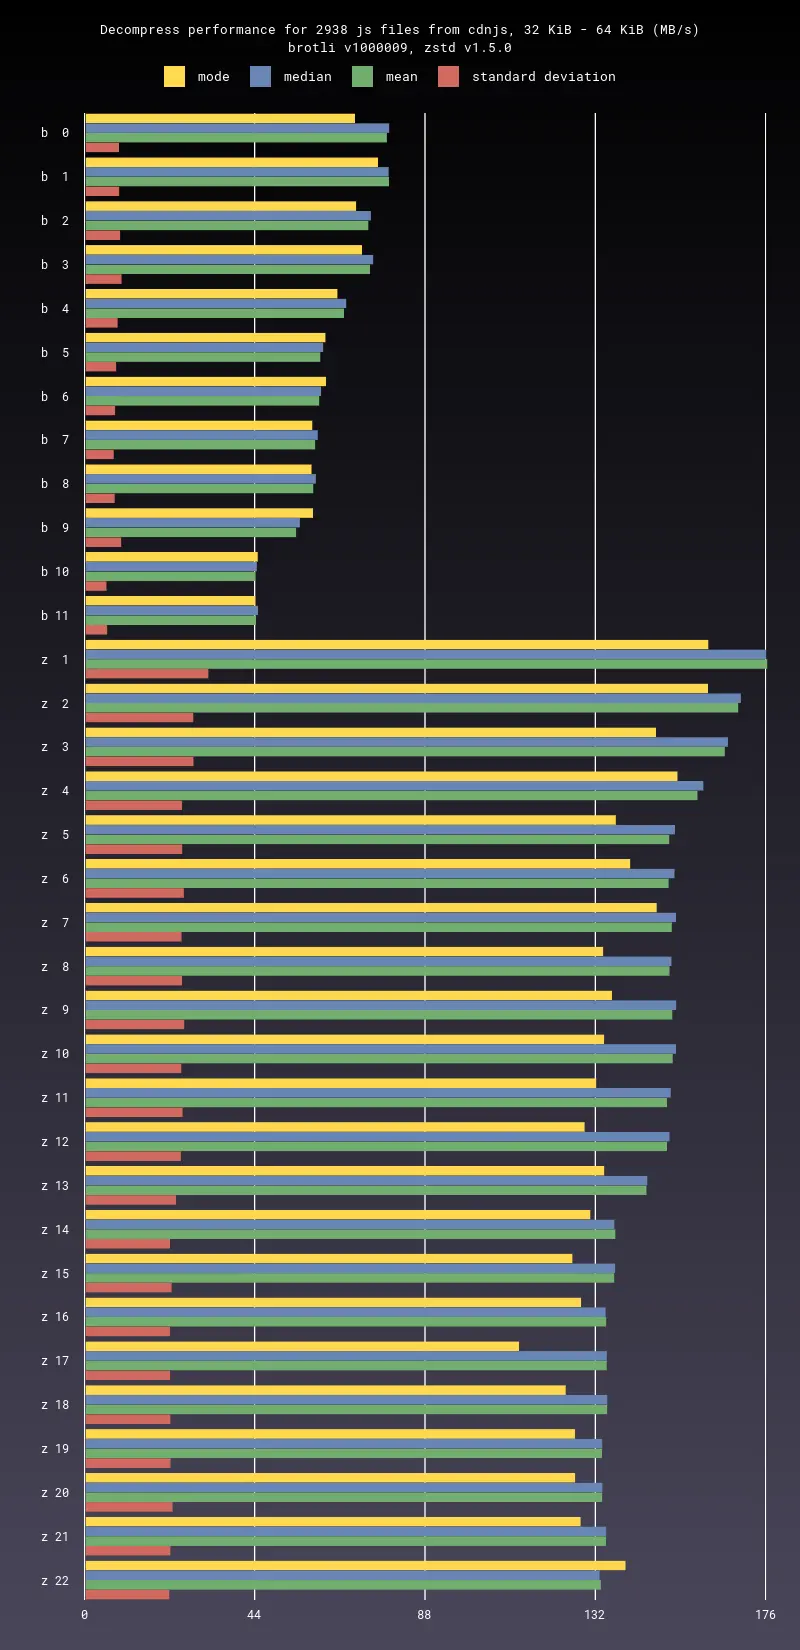 Decompress performance for 2938 js files from cdnjs, 32 KiB - 64 KiB (MB/s)
brotli v1000009, zstd v1.5.0
mode median mean standard deviation
b 0
b 1
b 2
b 3
b 4
b 5
b 6
b 7
b 8
b 9
b 10
b 11
z 1
z 2
z 3
z 4
z 5
z 6
z 7
z 8
z 9
z 10
z 11
z 12
z 13
z 14
z 15
z 16
z 17
z 18
z 19
z 20
z 21
z 22
0 44 88 132 176